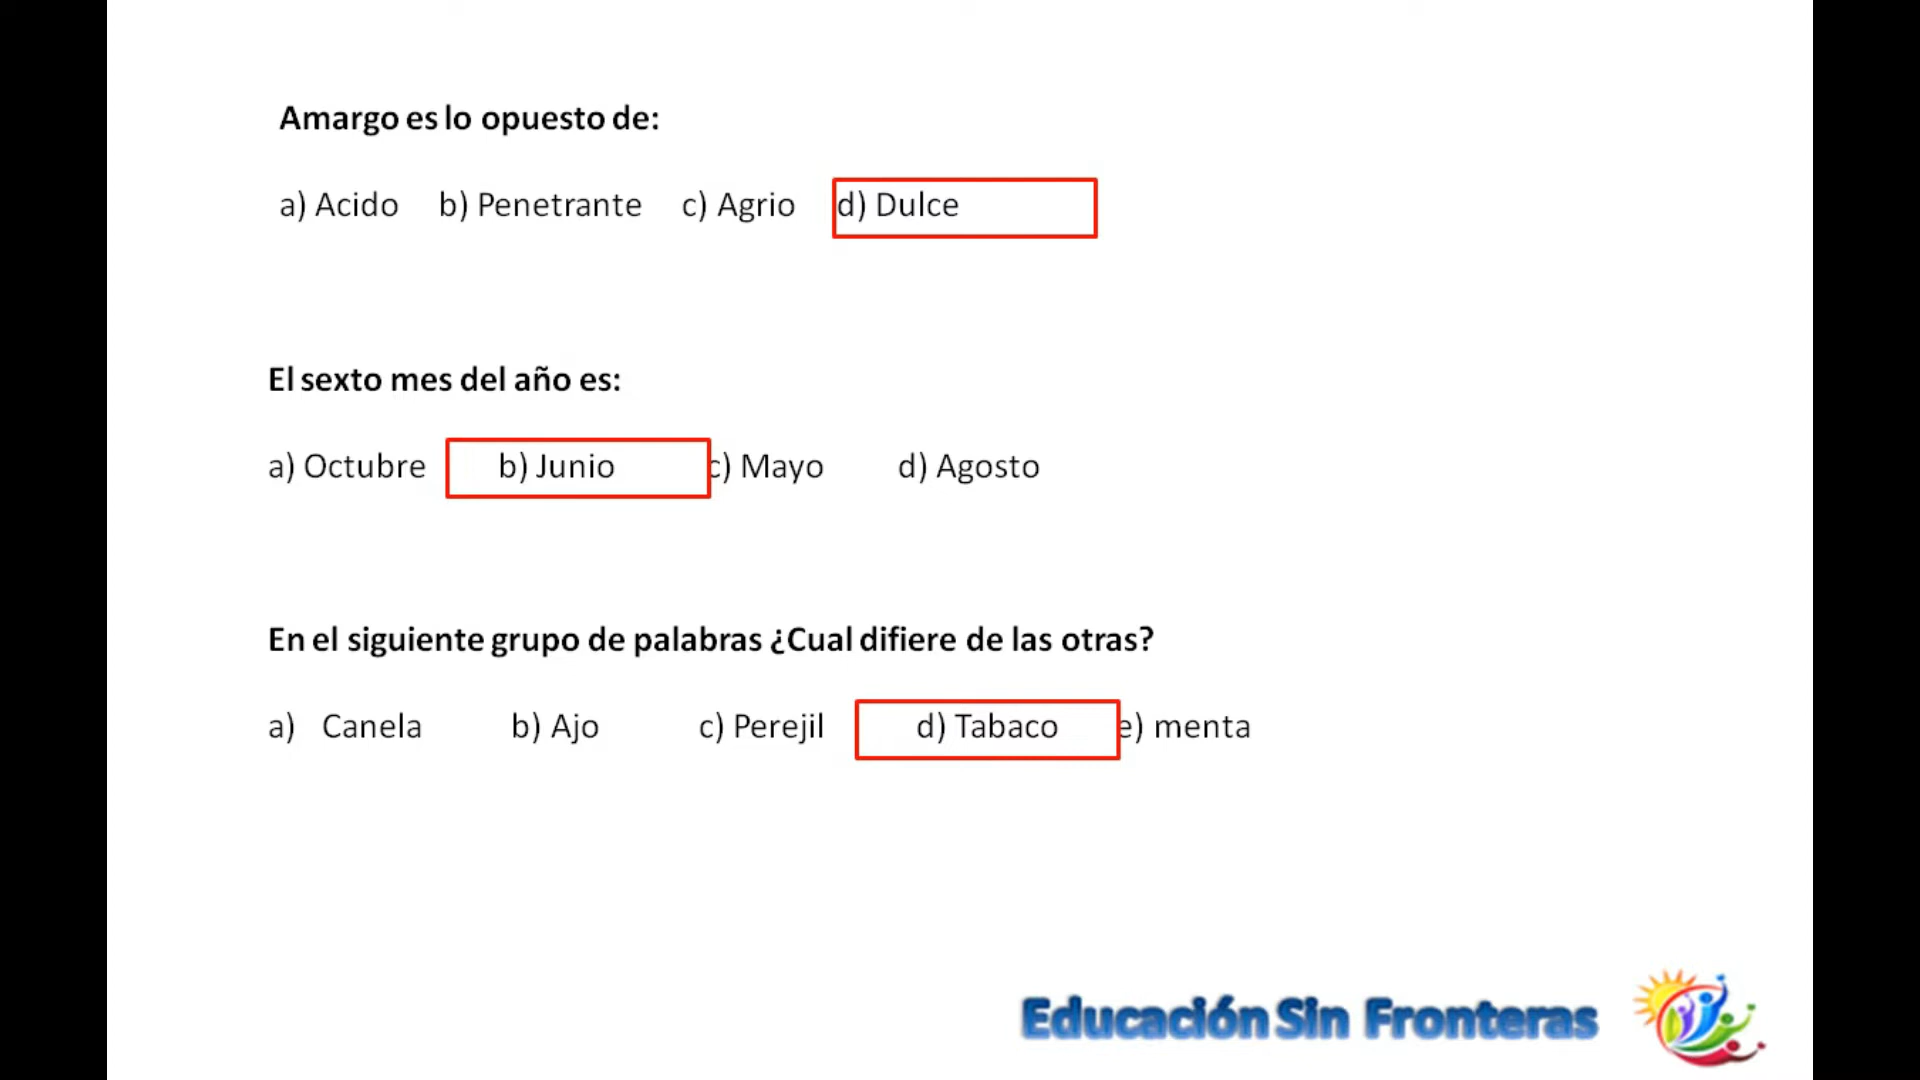 Amargo es lo opuesto de:
a) Acido b) Penetrante c) Agrio d) Dulce
El sexto mes del año es:
a) Octubre b) Junio c) Mayo d) Agosto
En el siguiente grupo de palabras ¿Cual difiere de las otras?
a) Canela b) Ajo c) Perejil d) Tabaco e) menta
Educación Sin Fronteras